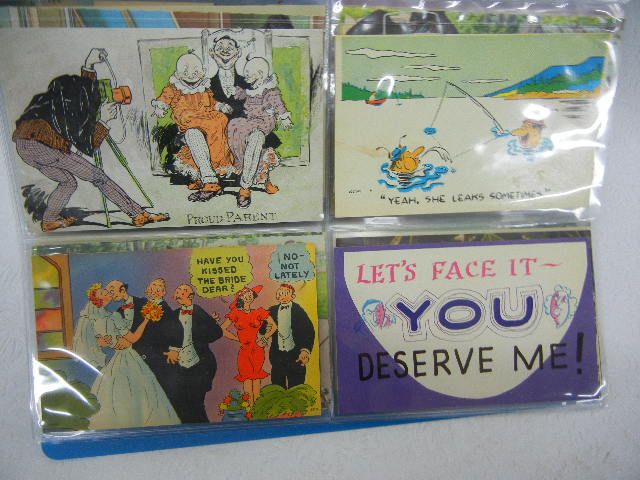 PROUD PARENT
"YEAH, SHE LEAKS SOMETIMES"
HAVE YOU
KISSED
THE BRIDE
DEAR?
NO-
NOT
LATELY
LET'S FACE IT~
YOU
DESERVE ME!